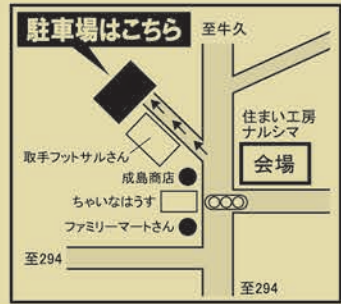 駐車場はこちら
至牛久
住まい工房
ナルシマ
会場
取手フットサルさん
成島商店
ちゃいなはうす
ファミリーマートさん
至294
至294